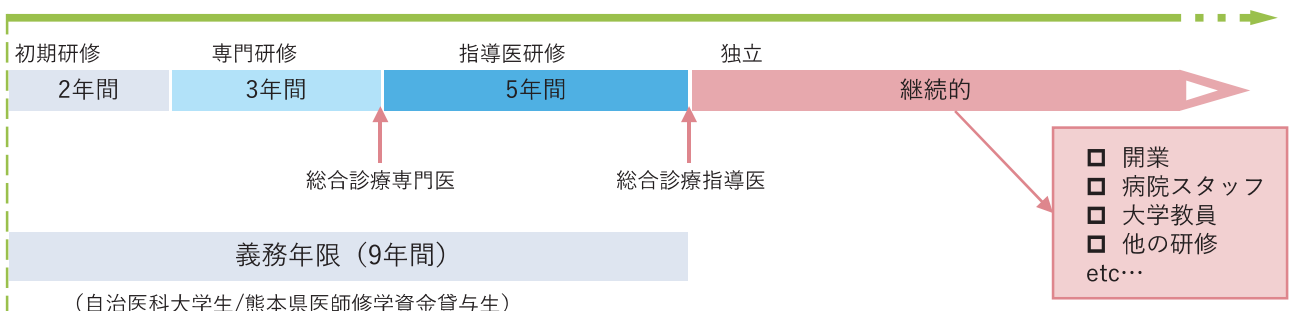 初期研修 専門研修 指導医研修 独立
2年間 3年間 5年間 継続的
総合診療専門医 総合診療指導医
開業
病院スタッフ
大学教員
他の研修
etc…
義務年限（9年間）
（自治医科大学生/熊本県医師修学資金貸与生）